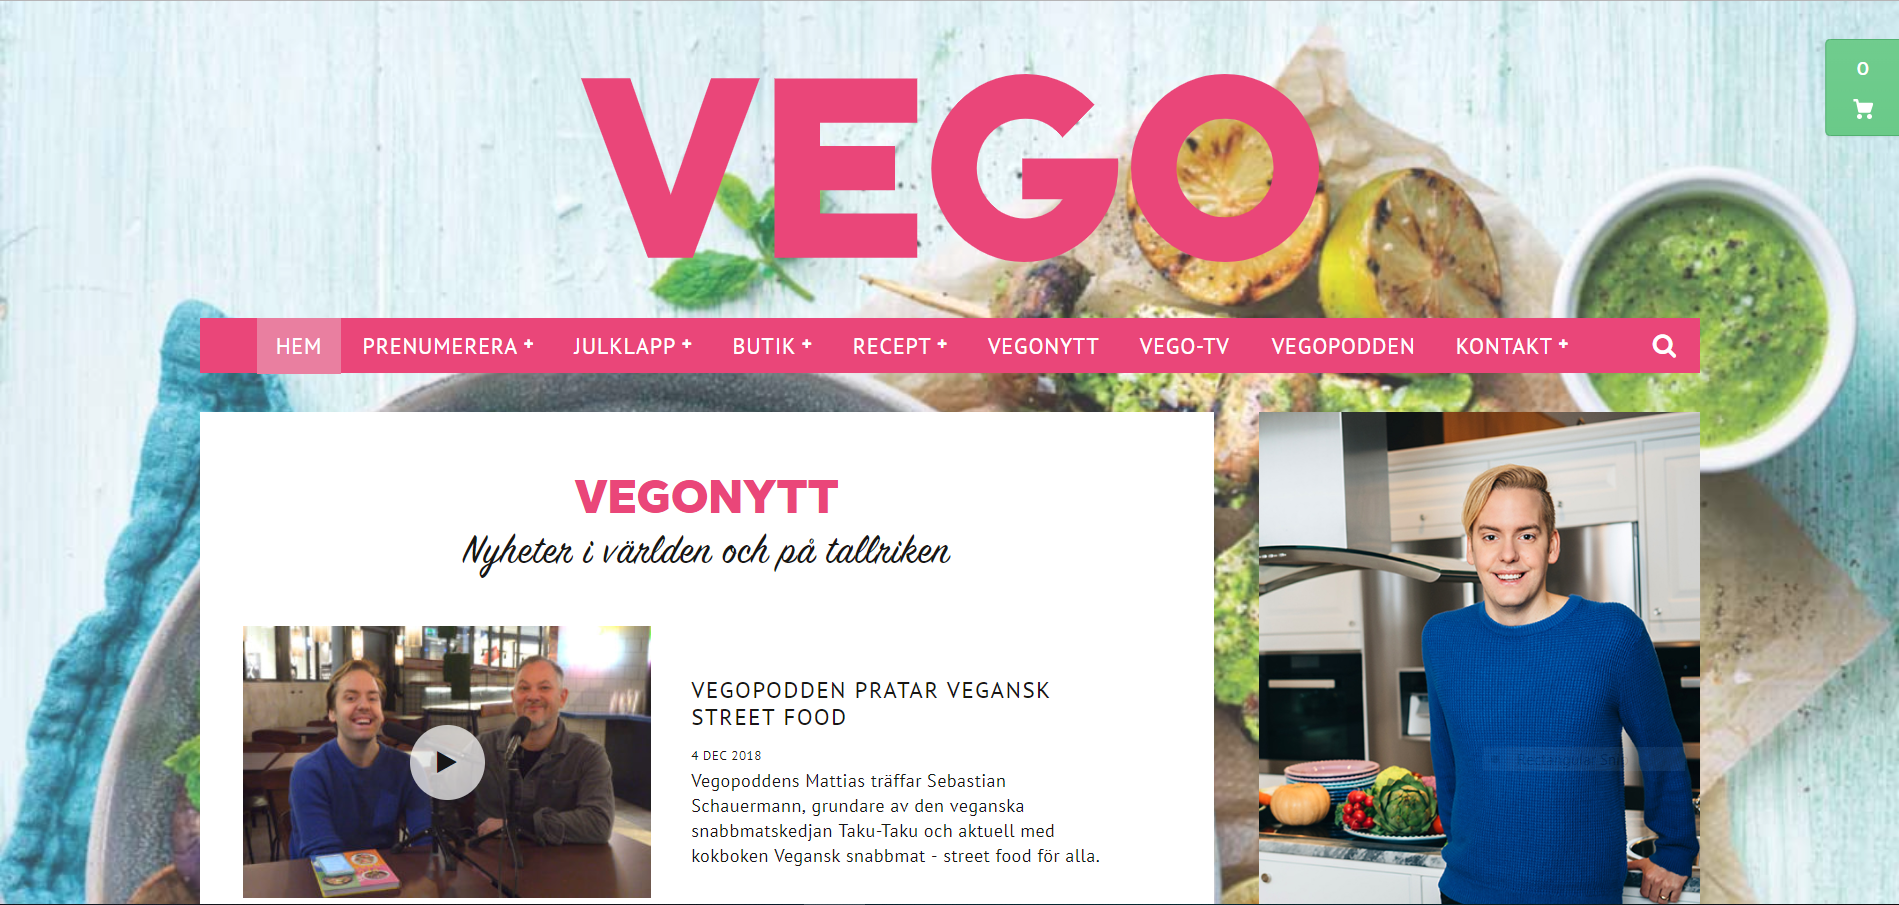 0
VEGO
HEM PRENUMERERA + JULKLAPP + BUTIK + RECEPT + VEGONYTT VEGO-TV VEGOPODDEN KONTAKT +
VEGONYTT
Nyheter i världen och på tallriken
VEGOPODDEN PRATAR VEGANSK
STREET FOOD
4 DEC 2018
Vegopoddens Mattias träffar Sebastian
Schauermann, grundare av den veganska
snabbmatskedjan Taku-Taku och aktuell med
kokboken Vegansk snabbmat - street food för alla.
Rectangular Snip